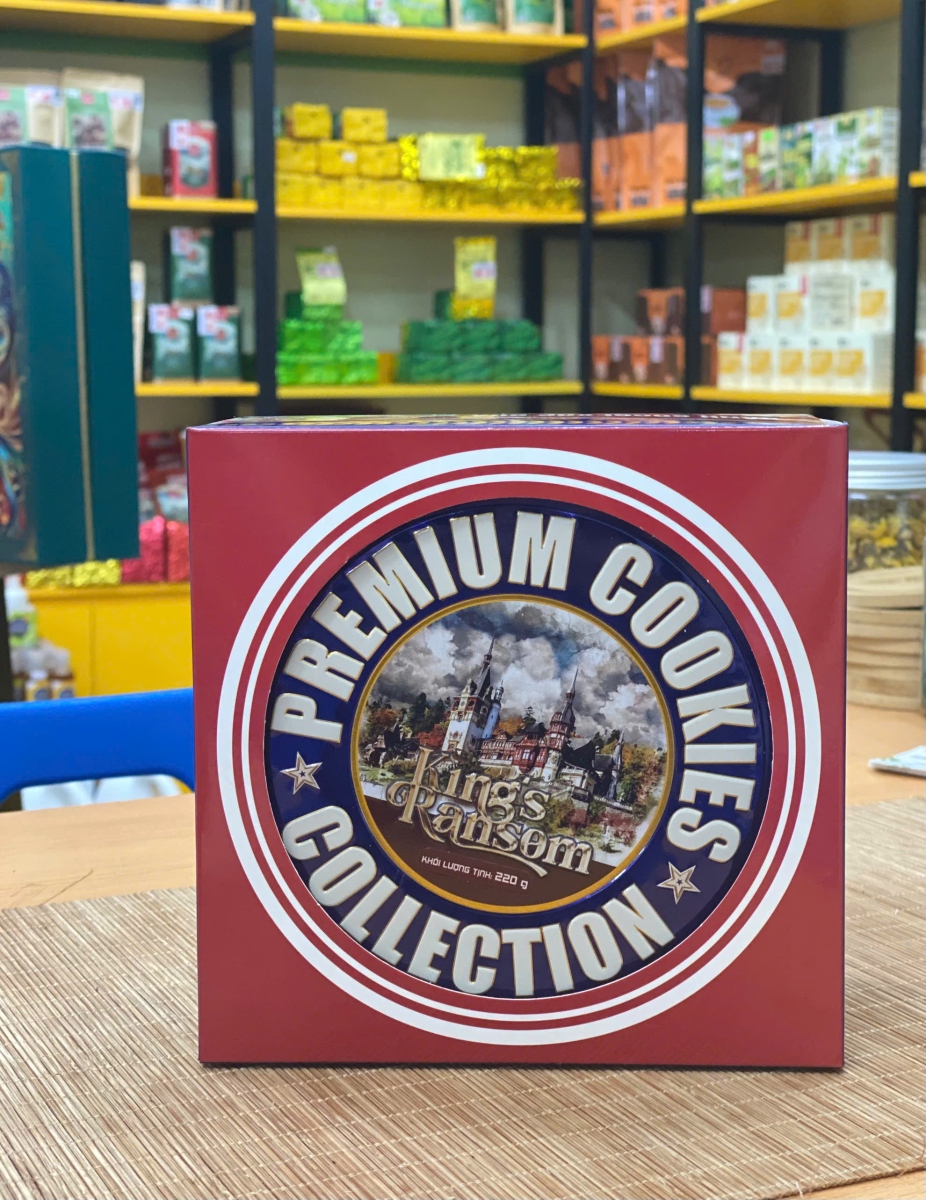 PREMIUM COOKIES
COLLECTION
King's
Ransom
KHỐI LƯỢNG TỊNH: 220 g